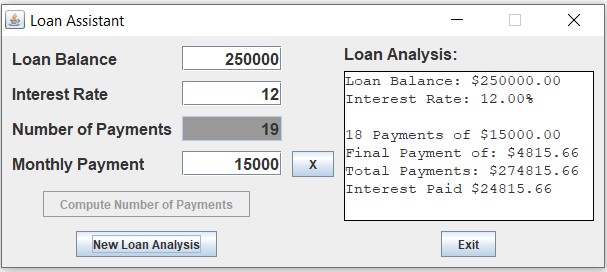 Loan Assistant
Loan Balance 250000
Interest Rate 12
Number of Payments 19
Monthly Payment 15000 X
Compute Number of Payments
New Loan Analysis
Loan Analysis:
Loan Balance: $250000.00
Interest Rate: 12.00%
18 Payments of $15000.00
Final Payment of: $4815.66
Total Payments: $274815.66
Interest Paid $24815.66
Exit